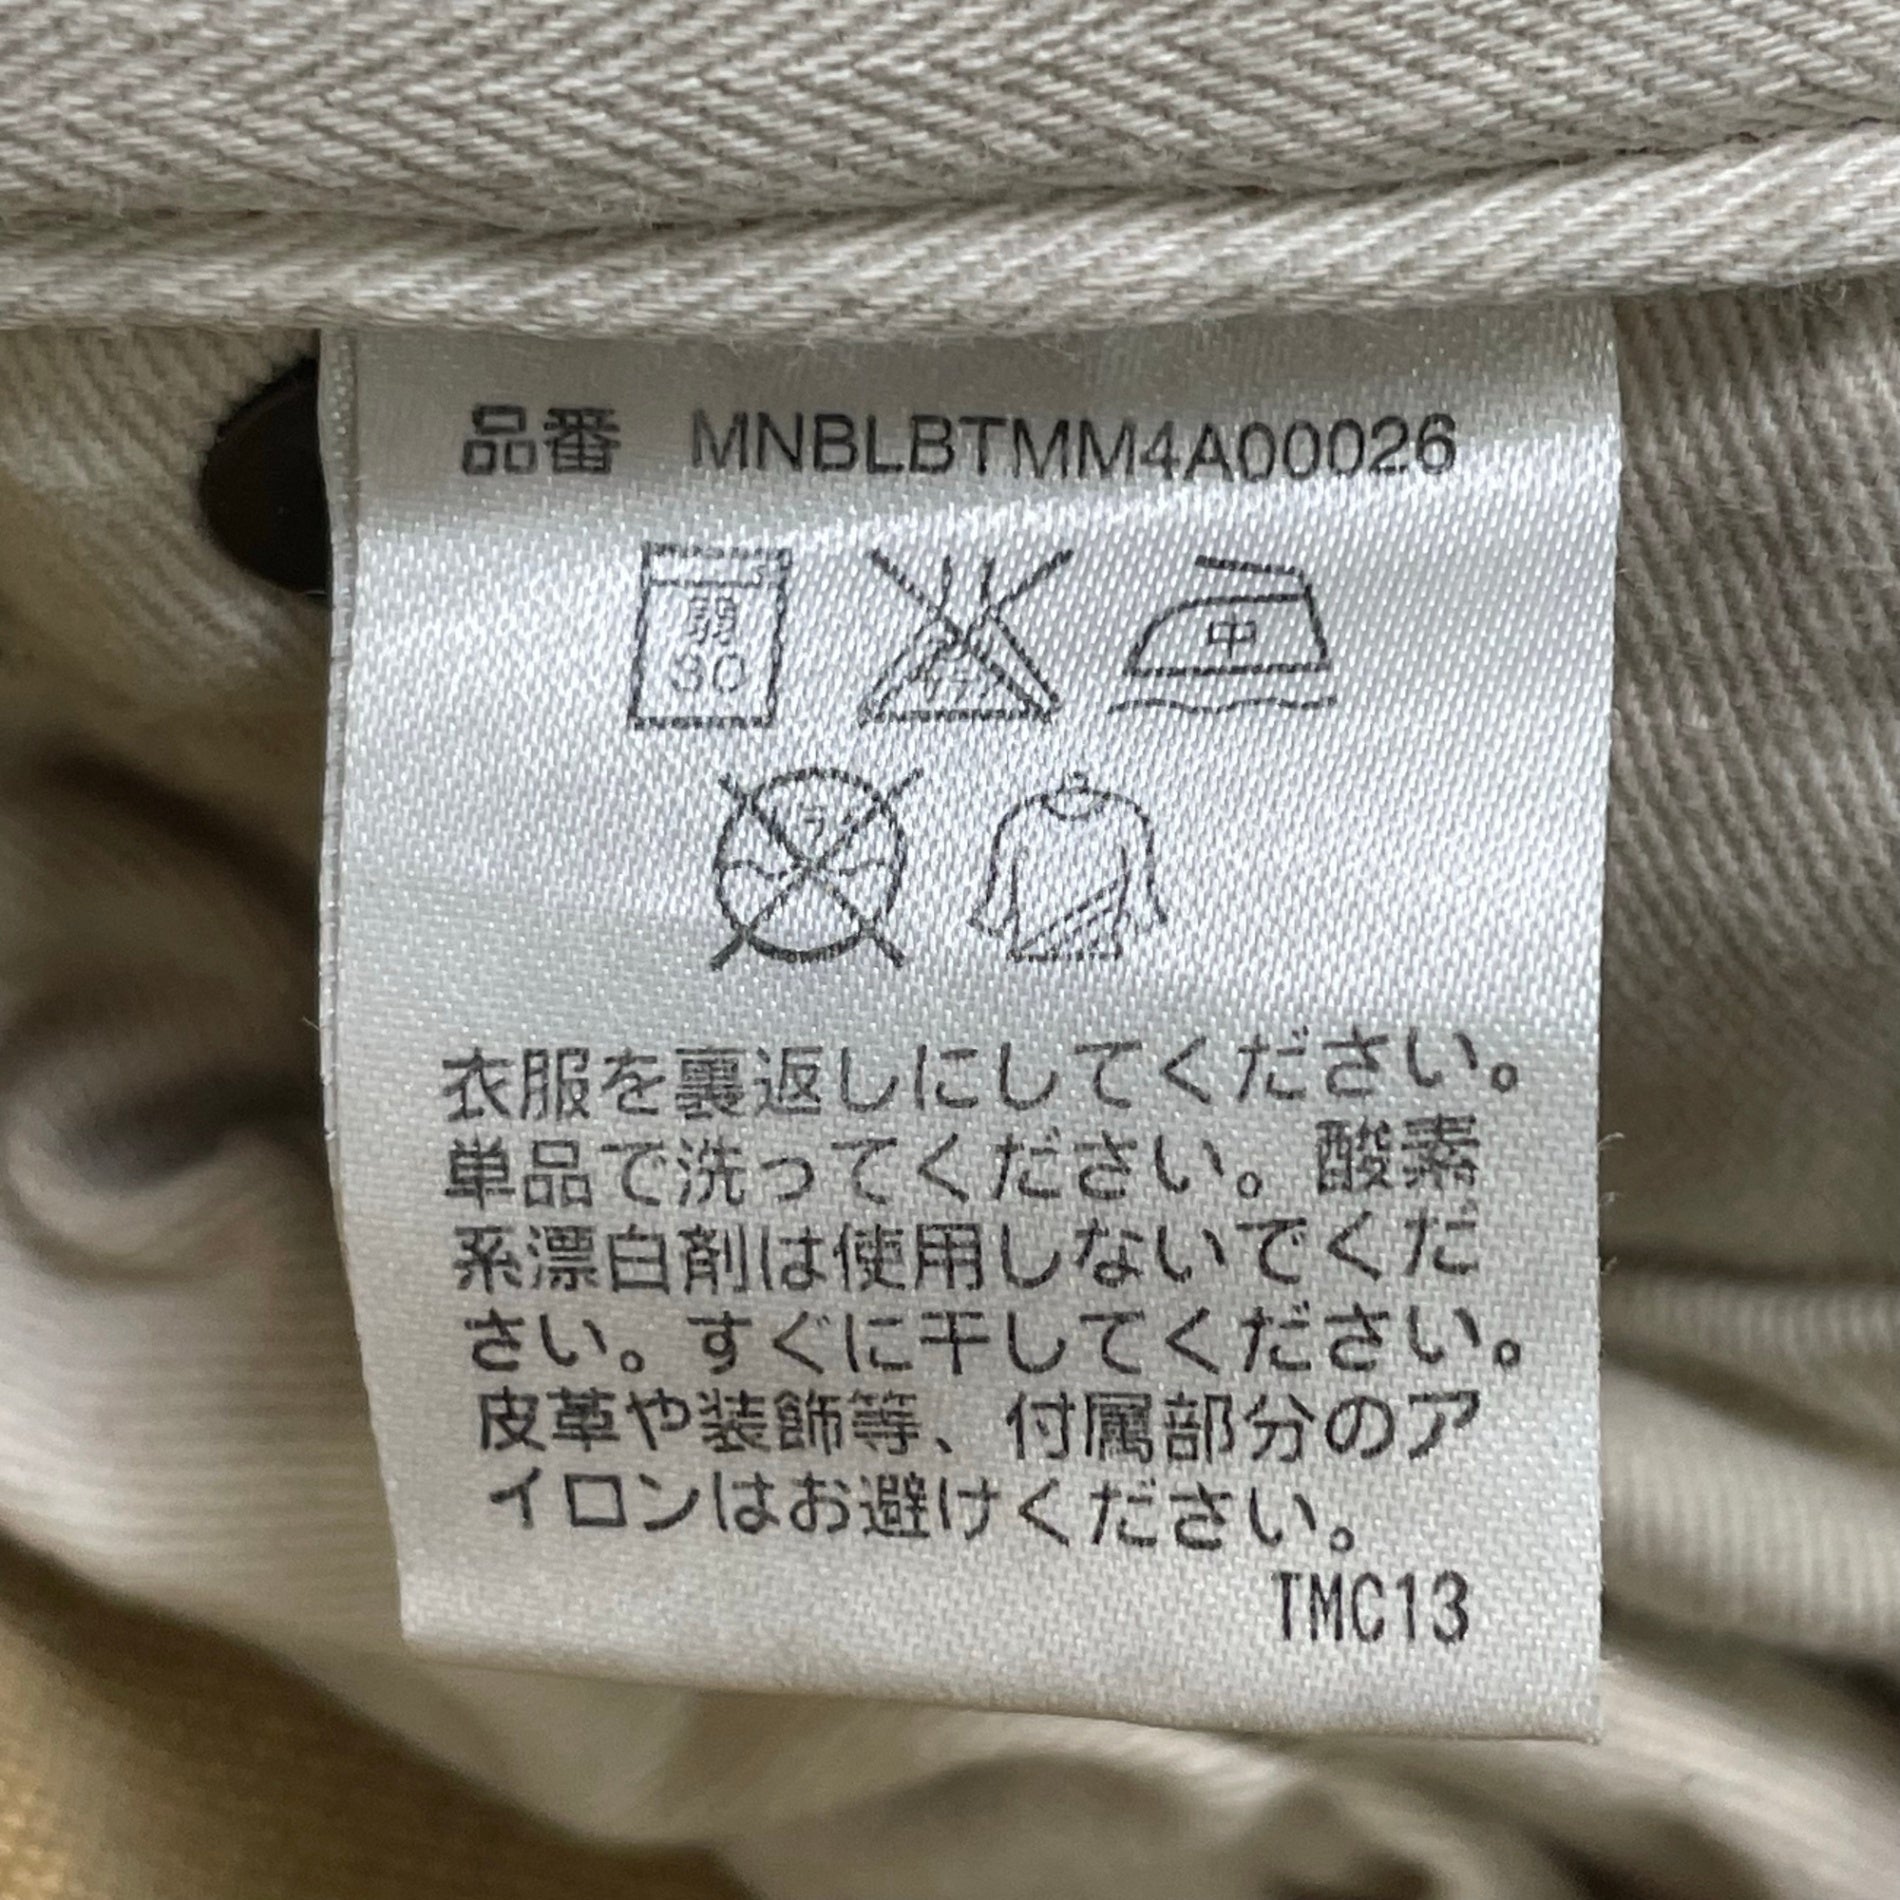 品番 MNBLBTMM4A00026
弱
30
中
衣服を裏返しにしてください。
単品で洗ってください。酸素
系漂白剤は使用しないでくだ
さい。すぐに干してください。
皮革や装飾等、付属部分のア
イロンはお避けください。
TMC13